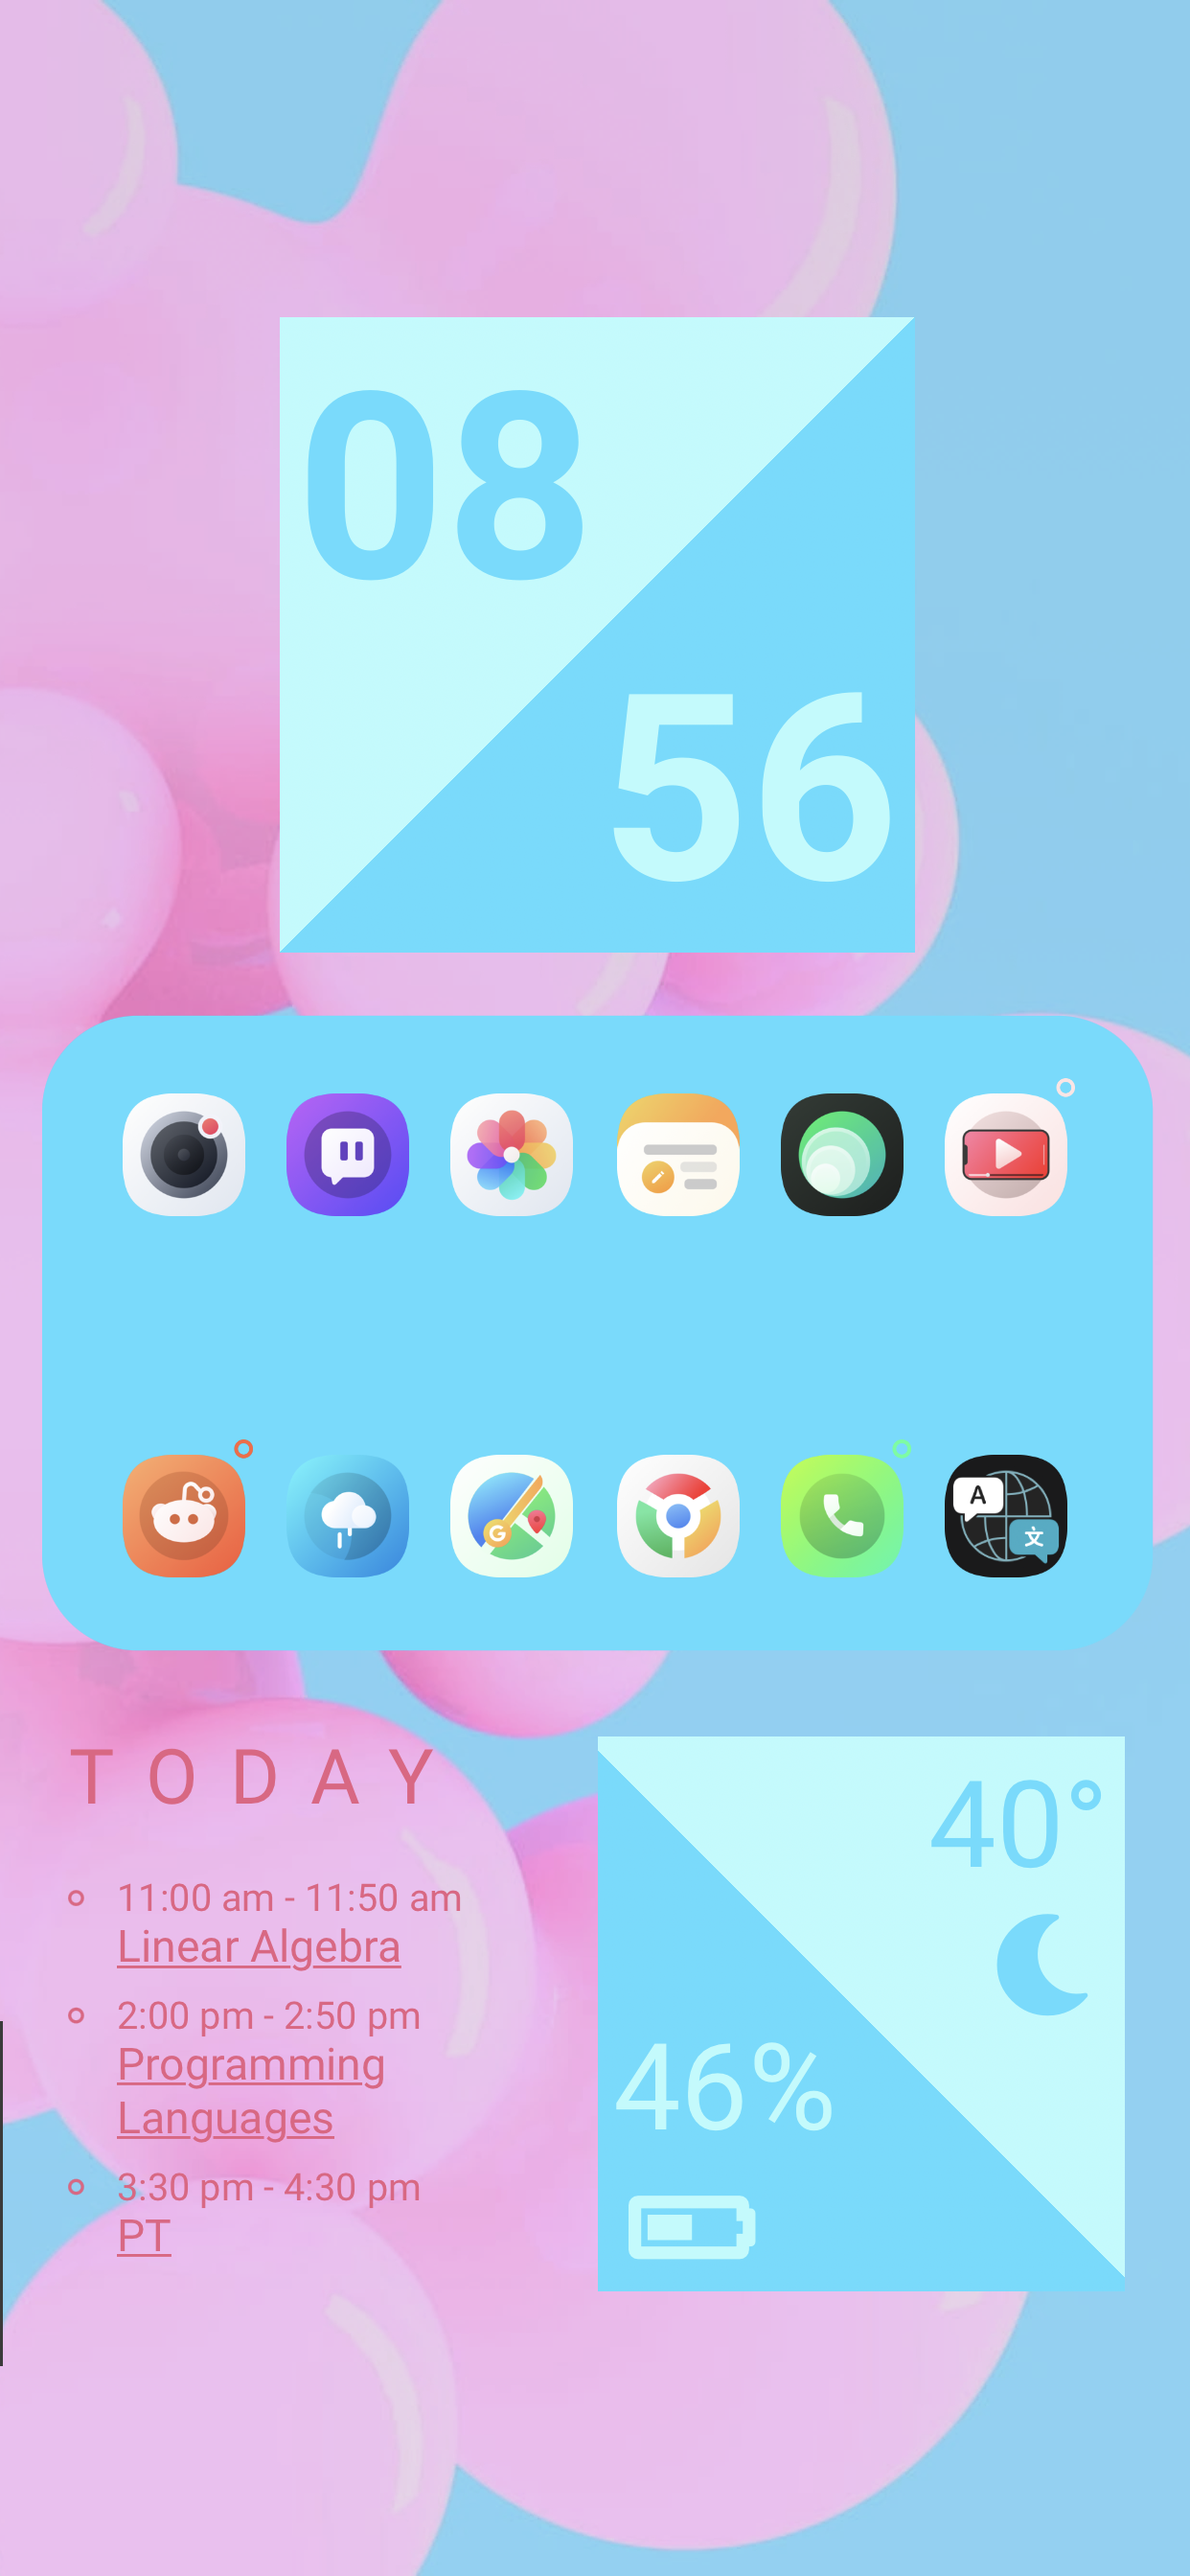 08
56
G
A
文
TODAY
11:00 am - 11:50 am
Linear Algebra
2:00 pm - 2:50 pm
Programming
Languages
3:30 pm - 4:30 pm
PT
40°
46%